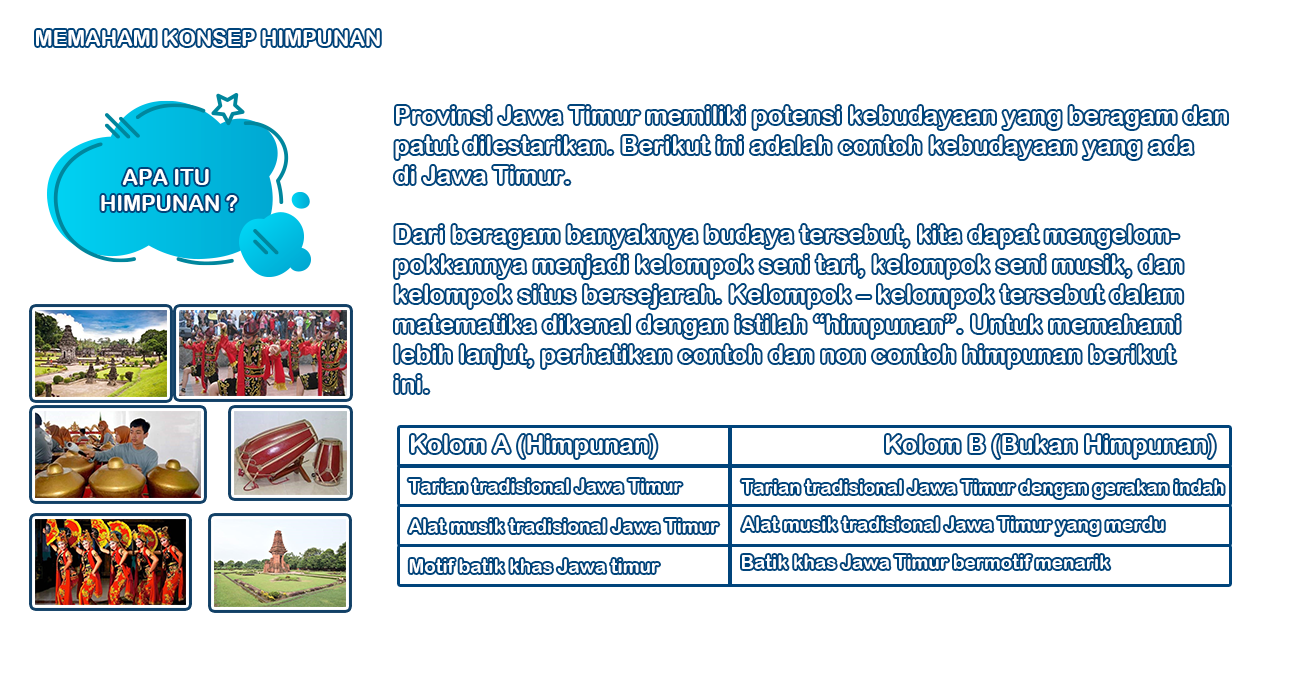 MEMAHAMI KONSEP HIMPUNAN
APA ITU
HIMPUNAN ?
Provinsi Jawa Timur memiliki potensi kebudayaan yang beragam dan
patut dilestarikan. Berikut ini adalah contoh kebudayaan yang ada
di Jawa Timur.
Dari beragam banyaknya budaya tersebut, kita dapat mengelom-
pokkannya menjadi kelompok seni tari, kelompok seni musik, dan
kelompok situs bersejarah. Kelompok – kelompok tersebut dalam
matematika dikenal dengan istilah “himpunan”. Untuk memahami
lebih lanjut, perhatikan contoh dan non contoh himpunan berikut
ini.
Kolom A (Himpunan) Kolom B (Bukan Himpunan)
Tarian tradisional Jawa Timur Tarian tradisional Jawa Timur dengan gerakan indah
Alat musik tradisional Jawa Timur Alat musik tradisional Jawa Timur yang merdu
Motif batik khas Jawa timur Batik khas Jawa Timur bermotif menarik